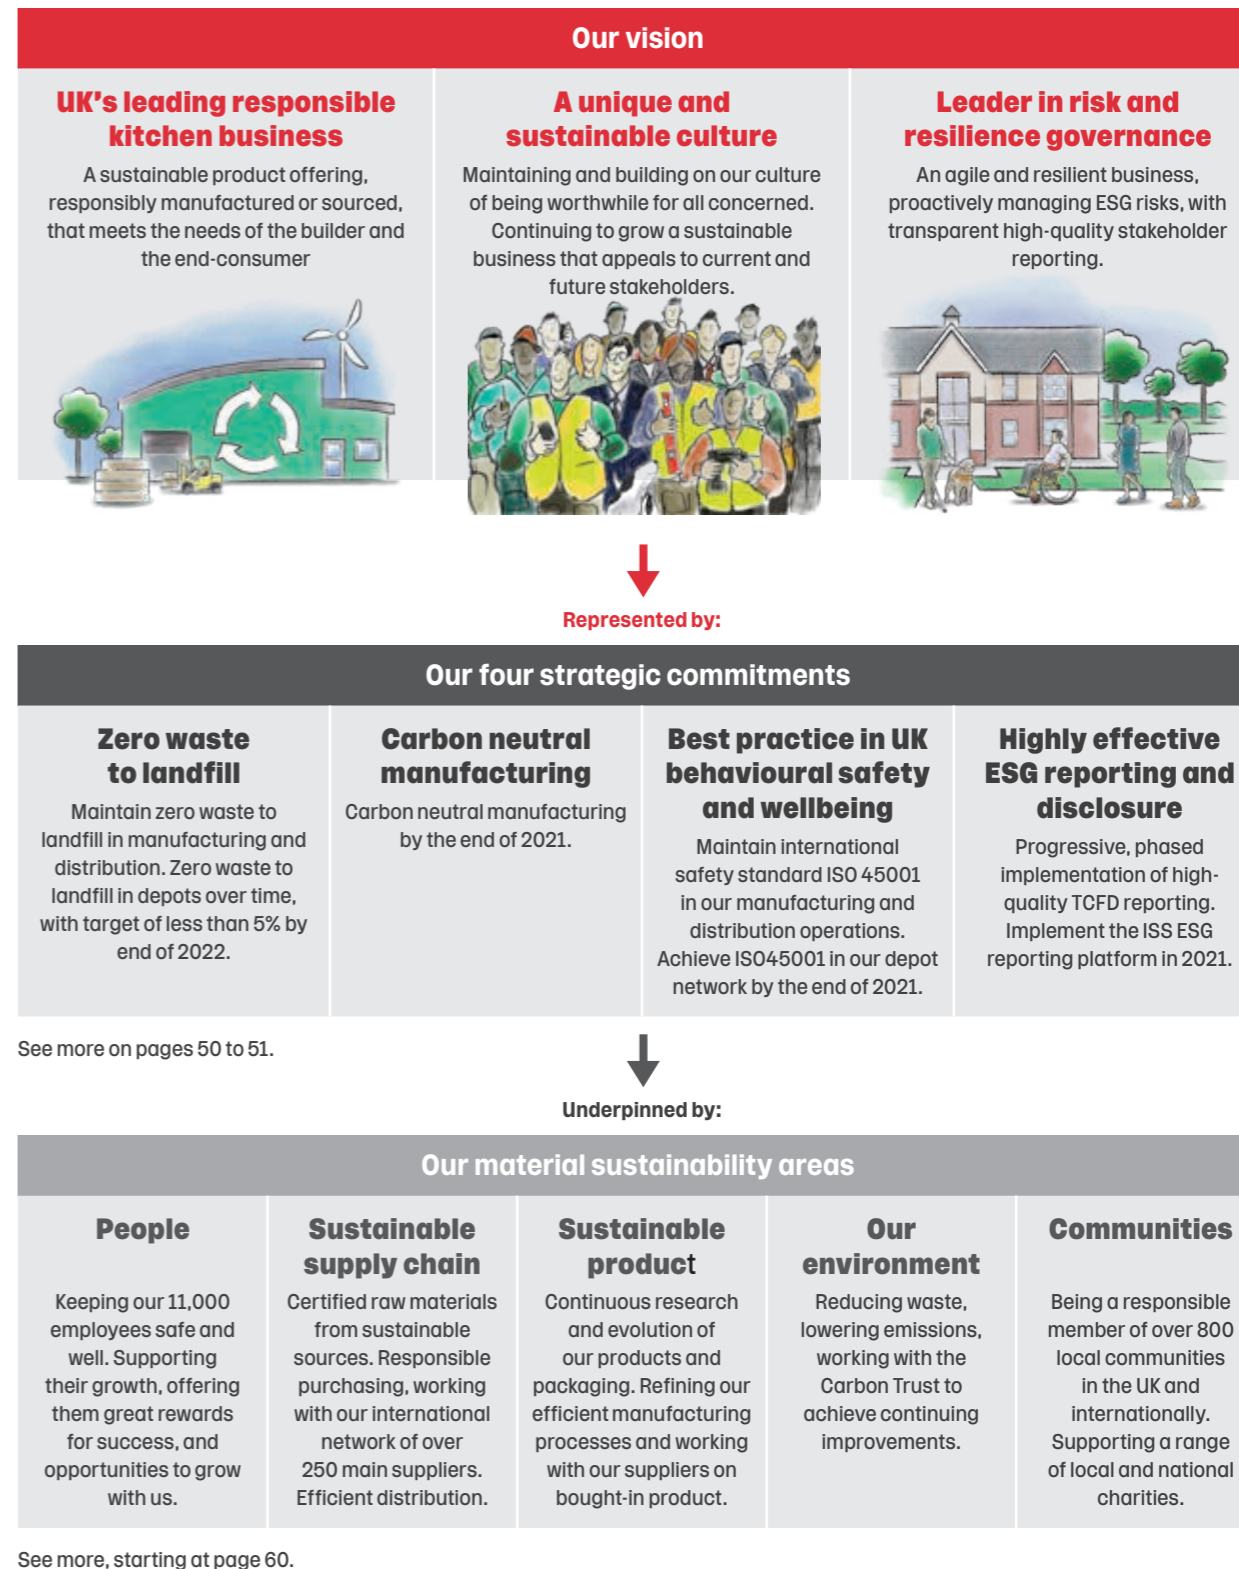 Our vision
UK's leading responsible
kitchen business
A sustainable product offering,
responsibly manufactured or sourced,
that meets the needs of the builder and
the end-consumer
A unique and
sustainable culture
Maintaining and building on our culture
of being worthwhile for all concerned.
Continuing to grow a sustainable
business that appeals to current and
future stakeholders.
Leader in risk and
resilience governance
An agile and resilient business,
proactively managing ESG risks, with
transparent high-quality stakeholder
reporting.
Represented by:
Our four strategic commitments
Zero waste
to landfill
Maintain zero waste to
landfill in manufacturing and
distribution. Zero waste to
landfill in depots over time,
with target of less than 5% by
end of 2022.
Carbon neutral
manufacturing
Carbon neutral manufacturing
by the end of 2021.
Best practice in UK
behavioural safety
and wellbeing
Maintain international
safety standard ISO 45001
in our manufacturing and
distribution operations.
Achieve ISO45001 in our depot
network by the end of 2021.
Highly effective
ESG reporting and
disclosure
Progressive, phased
implementation of high-
quality TCFD reporting.
Implement the ISS ESG
reporting platform in 2021.
See more on pages 50 to 51.
Underpinned by:
Our material sustainability areas
People
Keeping our 11,000
employees safe and
well. Supporting
their growth, offering
them great rewards
for success, and
opportunities to grow
with us.
Sustainable
supply chain
Certified raw materials
from sustainable
sources. Responsible
purchasing, working
with our international
network of over
250 main suppliers.
Efficient distribution.
Sustainable
product
Continuous research
and evolution of
our products and
packaging. Refining our
efficient manufacturing
processes and working
with our suppliers on
bought-in product.
Our
environment
Reducing waste,
lowering emissions,
working with the
Carbon Trust to
achieve continuing
improvements.
Communities
Being a responsible
member of over 800
local communities
in the UK and
internationally.
Supporting a range
of local and national
charities.
See more, starting at page 60.